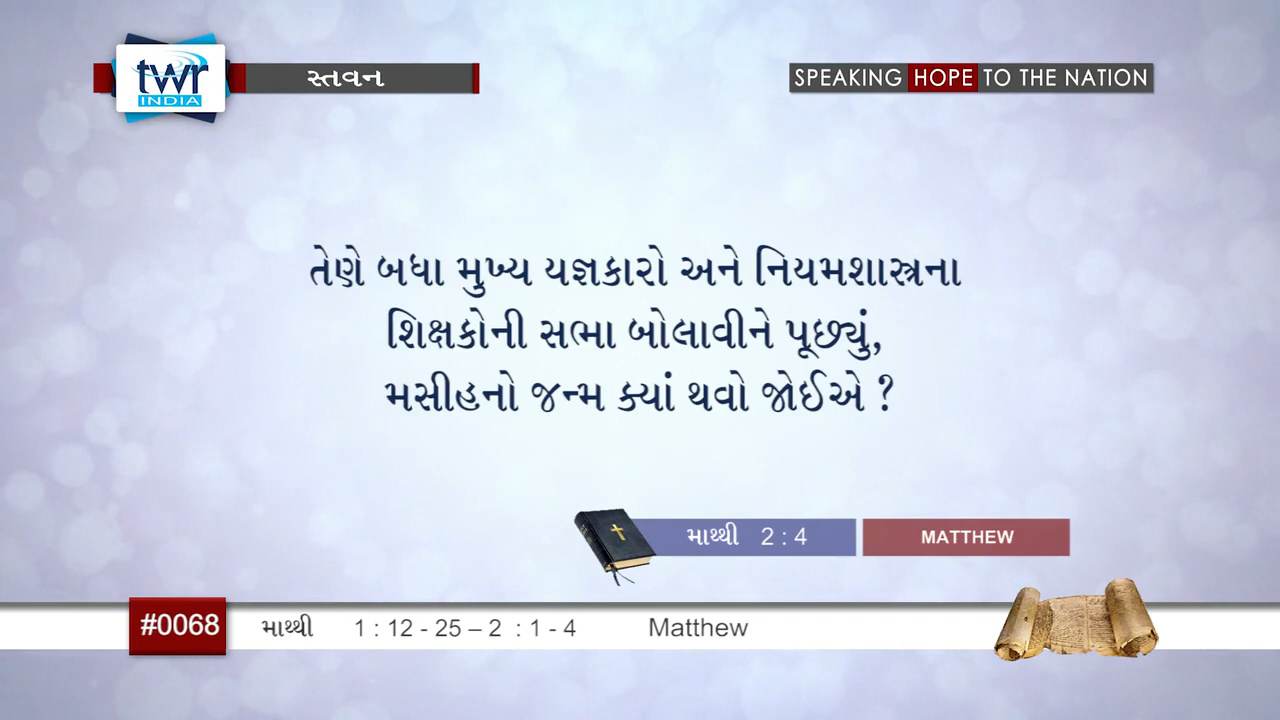 twr
INDIA
સ્તવન
SPEAKING HOPE TO THE NATION
તેણે બધા મુખ્ય યજ્ઞકારો અને નિયમશાસ્ત્રના
શિક્ષકોની સભા બોલાવીને પૂછ્યું,
મસીહનો જન્મ ક્યાં થવો જોઈએ ?
માથ્થી 2 : 4
MATTHEW
#0068 માથ્થી 1 : 12 - 25 – 2 : 1 - 4 Matthew